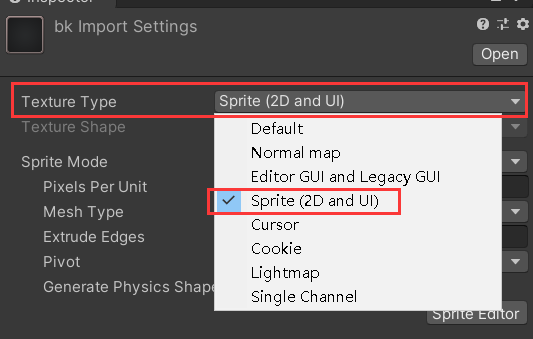 Inspector
bk Import Settings
Open
Texture Type
Sprite (2D and UI)
Texture Shape
Default
Normal map
Sprite Mode
Editor GUI and Legacy GUI
Pixels Per Unit
Sprite (2D and UI)
Mesh Type
Cursor
Extrude Edges
Cookie
Pivot
Lightmap
Generate Physics Shape
Single Channel
Sprite Editor